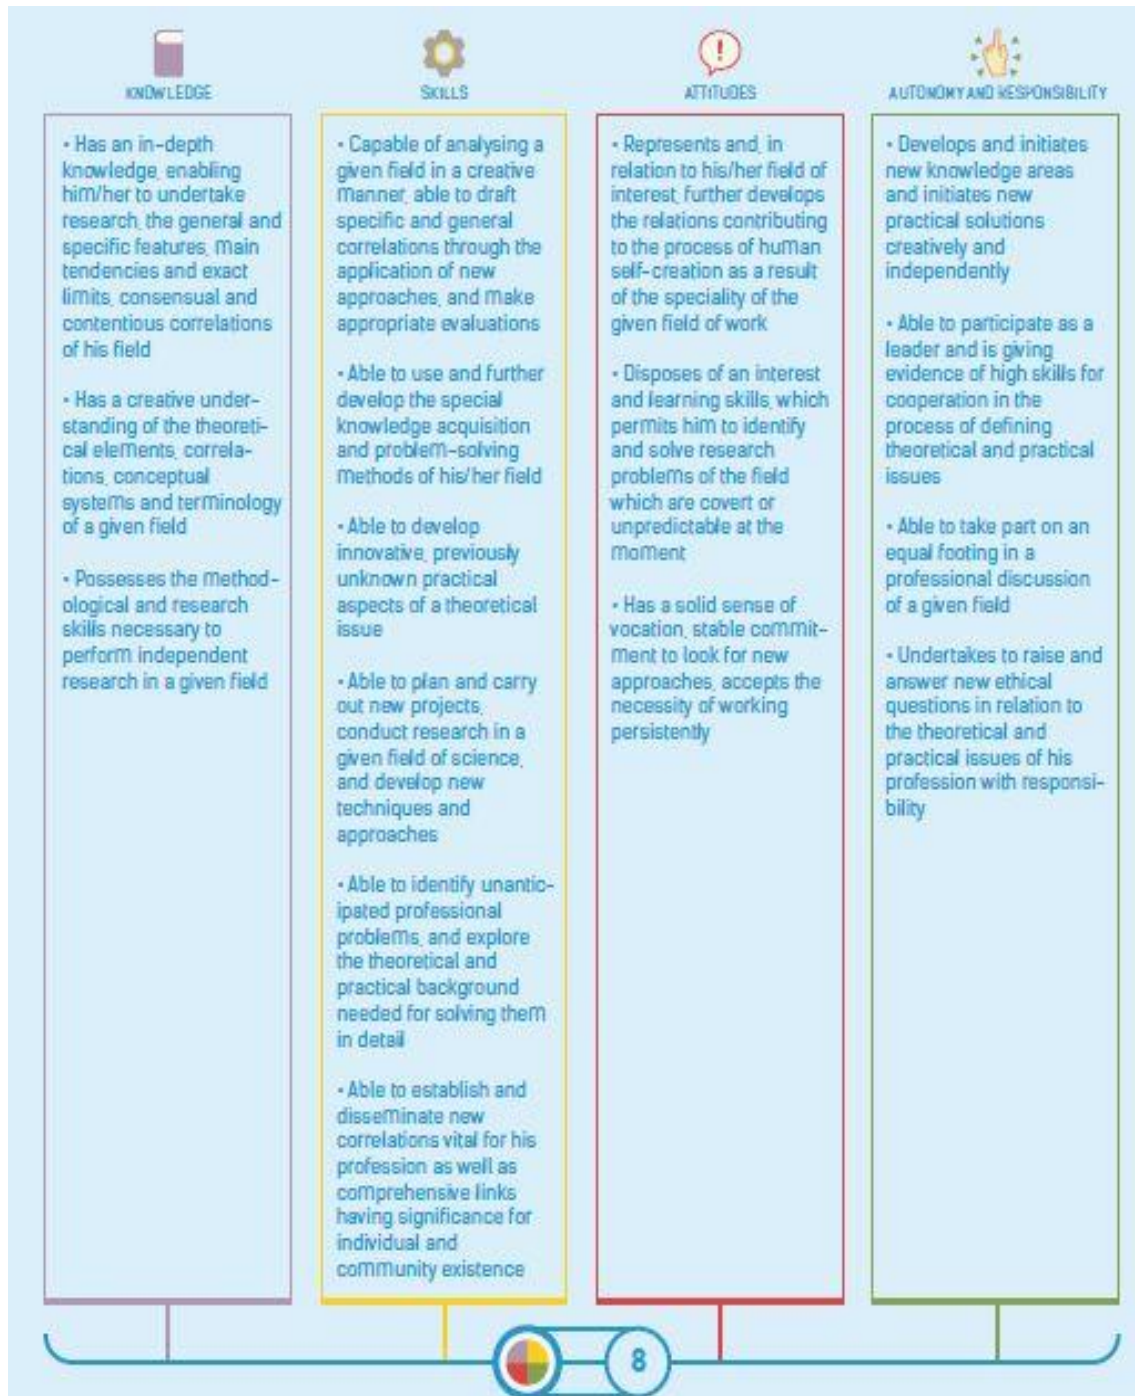 KNOWLEDGE
• Has an in-depth
knowledge, enabling
him/her to undertake
research, the general and
specific features, main
tendencies and exact
limits, consensual and
contentious correlations
of his field
• Has a creative under-
standing of the theoreti-
cal elements, correla-
tions, conceptual
systems and terminology
of a given field
• Possesses the method-
ological and research
skills necessary to
perform independent
research in a given field
SKILLS
• Capable of analysing a
given field in a creative
manner, able to draft
specific and general
correlations through the
application of new
approaches, and make
appropriate evaluations
• Able to use and further
develop the special
knowledge acquisition
and problem-solving
methods of his/her field
• Able to develop
innovative, previously
unknown practical
aspects of a theoretical
issue
• Able to plan and carry
out new projects,
conduct research in a
given field of science,
and develop new
techniques and
approaches
• Able to identify unantic-
ipated professional
problems, and explore
the theoretical and
practical background
needed for solving them
in detail
• Able to establish and
disseminate new
correlations vital for his
profession as well as
comprehensive links
having significance for
individual and
community existence
ATTITUDES
• Represents and, in
relation to his/her field of
interest, further develops
the relations contributing
to the process of human
self-creation as a result
of the speciality of the
given field of work
• Disposes of an interest
and learning skills, which
permits him to identify
and solve research
problems of the field
which are covert or
unpredictable at the
moment
• Has a solid sense of
vocation, stable commit-
ment to look for new
approaches, accepts the
necessity of working
persistently
AUTONOMY AND RESPONSIBILITY
• Develops and initiates
new knowledge areas
and initiates new
practical solutions
creatively and
independently
• Able to participate as a
leader and is giving
evidence of high skills for
cooperation in the
process of defining
theoretical and practical
issues
• Able to take part on an
equal footing in a
professional discussion
of a given field
• Undertakes to raise and
answer new ethical
questions in relation to
the theoretical and
practical issues of his
profession with responsi-
bility
8